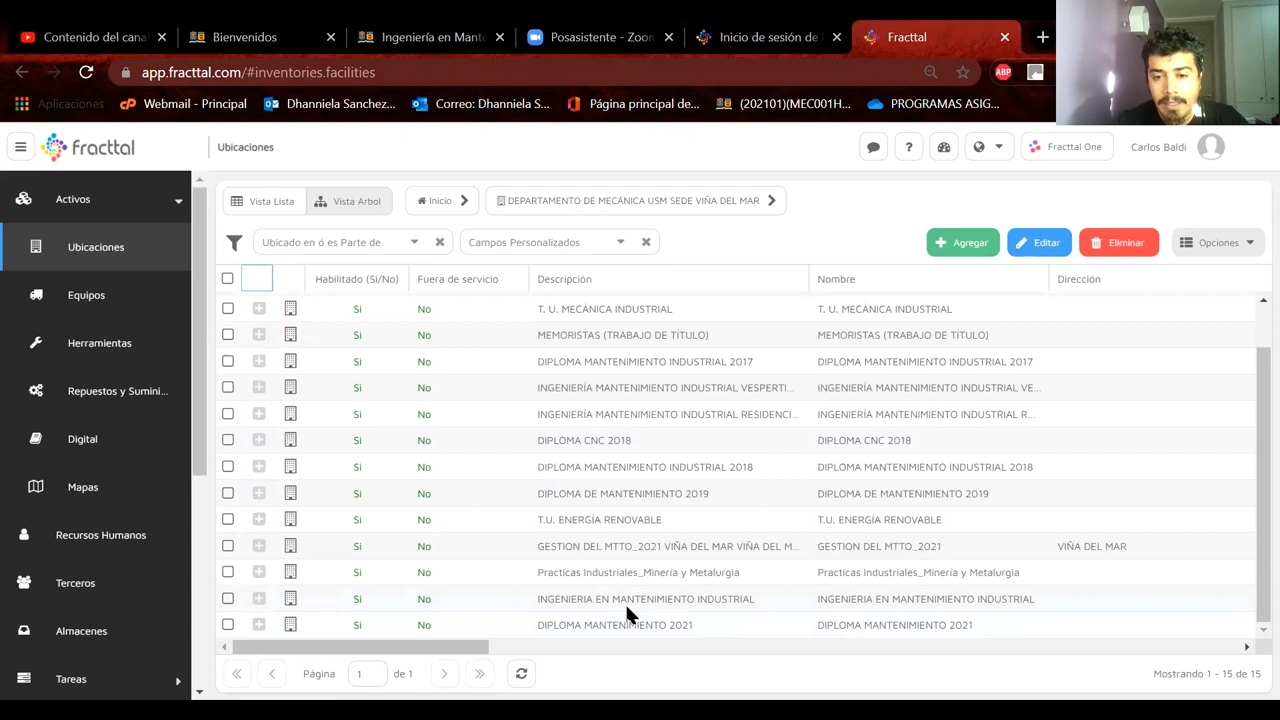 Contenido del cana
Bienvenidos
Ingeniería en Mante
Posasistente - Zoom
Inicio de sesión de
Fracttal
app.fracttal.com/#inventories.facilities
ABP
Aplicaciones
Webmail - Principal
Dhanniela Sanchez...
Correo: Dhanniela S...
Página principal de...
(202101)(MEC001H...
PROGRAMAS ASIG...
fracttal
Ubicaciones
Fracttal One
Carlos Baldi
Activos
Ubicaciones
Equipos
Herramientas
Repuestos y Sumini...
Digital
Mapas
Recursos Humanos
Terceros
Almacenes
Tareas
Vista Lista
Vista Arbol
Inicio
DEPARTAMENTO DE MECÁNICA USM SEDE VIÑA DEL MAR
Ubicado en ó es Parte de
Campos Personalizados
Agregar
Editar
Eliminar
Opciones
Habilitado (Si/No) Fuera de servicio Descripción Nombre Dirección
Si No T. U. MECÁNICA INDUSTRIAL T. U. MECÁNICA INDUSTRIAL
Si No MEMORISTAS (TRABAJO DE TÍTULO) MEMORISTAS (TRABAJO DE TÍTULO)
Si No DIPLOMA MANTENIMIENTO INDUSTRIAL 2017 DIPLOMA MANTENIMIENTO INDUSTRIAL 2017
Si No INGENIERÍA MANTENIMIENTO INDUSTRIAL VESPERTI... INGENIERÍA MANTENIMIENTO INDUSTRIAL VE...
Si No INGENIERÍA MANTENIMIENTO INDUSTRIAL RESIDENCI... INGENIERÍA MANTENIMIENTO INDUSTRIAL R...
Si No DIPLOMA CNC 2018 DIPLOMA CNC 2018
Si No DIPLOMA MANTENIMIENTO INDUSTRIAL 2018 DIPLOMA MANTENIMIENTO INDUSTRIAL 2018
Si No DIPLOMA DE MANTENIMIENTO 2019 DIPLOMA DE MANTENIMIENTO 2019
Si No T.U. ENERGÍA RENOVABLE T.U. ENERGÍA RENOVABLE
Si No GESTION DEL MTTO_2021 VIÑA DEL MAR VIÑA DEL M... GESTION DEL MTTO_2021 VIÑA DEL MAR
Si No Practicas Industriales_Minería y Metalurgia Practicas Industriales_Minería y Metalurgia
Si No INGENIERIA EN MANTENIMIENTO INDUSTRIAL INGENIERIA EN MANTENIMIENTO INDUSTRIAL
Si No DIPLOMA MANTENIMIENTO 2021 DIPLOMA MANTENIMIENTO 2021
Página 1 de 1
Mostrando 1 - 15 de 15